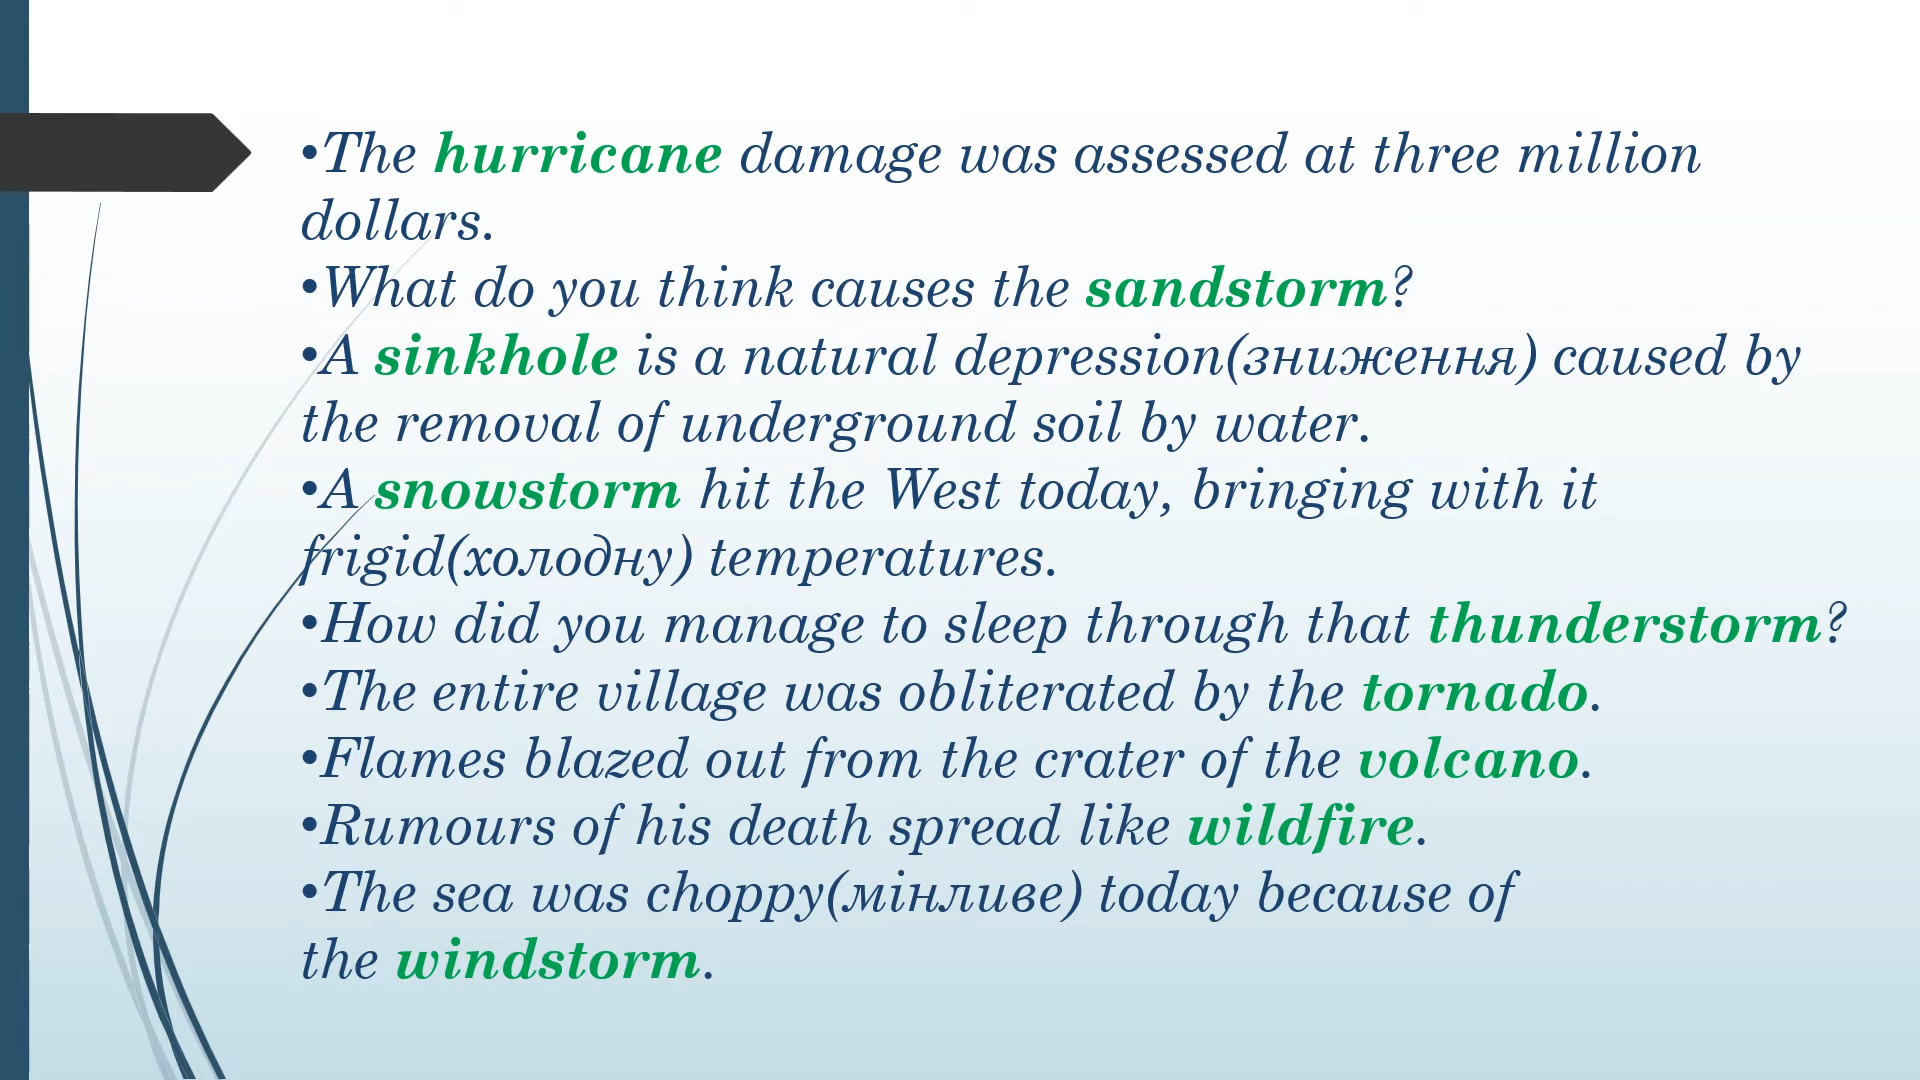 •The hurricane damage was assessed at three million
dollars.
•What do you think causes the sandstorm?
•A sinkhole is a natural depression(зниження) caused by
the removal of underground soil by water.
•A snowstorm hit the West today, bringing with it
frigid(холодну) temperatures.
•How did you manage to sleep through that thunderstorm?
•The entire village was obliterated by the tornado.
•Flames blazed out from the crater of the volcano.
•Rumours of his death spread like wildfire.
•The sea was choppy(мінливе) today because of
the windstorm.